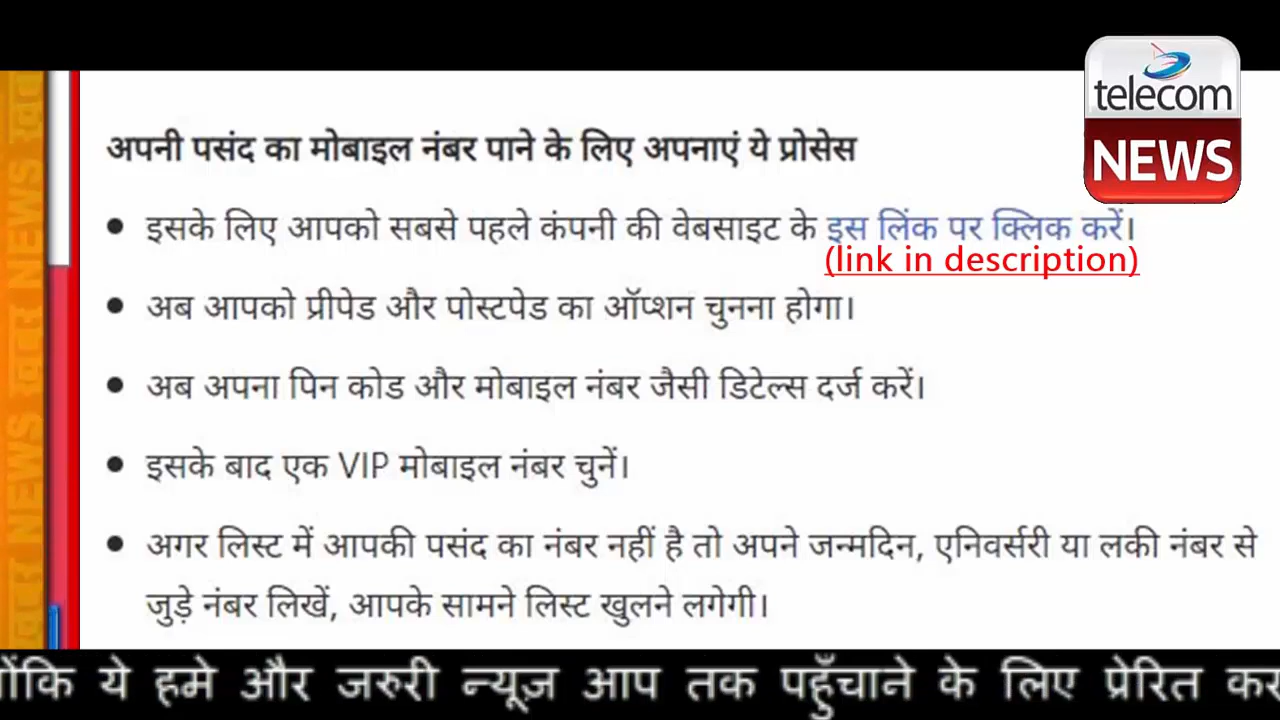 telecom
NEWS
अपनी पसंद का मोबाइल नंबर पाने के लिए अपनाएं ये प्रोसेस
• इसके लिए आपको सबसे पहले कंपनी की वेबसाइट के इस लिंक पर क्लिक करें।
(link in description)
• अब आपको प्रीपेड और पोस्टपेड का ऑप्शन चुनना होगा।
• अब अपना पिन कोड और मोबाइल नंबर जैसी डिटेल्स दर्ज करें।
• इसके बाद एक VIP मोबाइल नंबर चुनें।
• अगर लिस्ट में आपकी पसंद का नंबर नहीं है तो अपने जन्मदिन, एनिवर्सरी या लकी नंबर से
जुड़े नंबर लिखें, आपके सामने लिस्ट खुलने लगेगी।
ये हमे और जरुरी न्यूज़ आप तक पहुँचाने के लिए प्रेरित